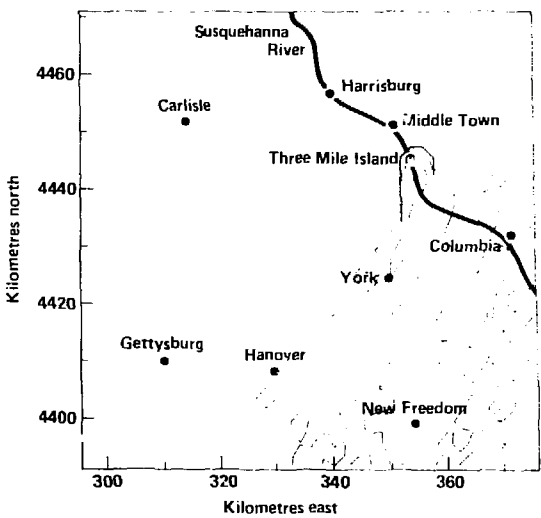 Susquehanna
River
4460
Harrisburg
Carlisle
Middle Town
Three Mile Island
4440
Kilometres north
Columbia
York
4420
Gettysburg
Hanover
New Freedom
4400
300
320
340
360
Kilometres east